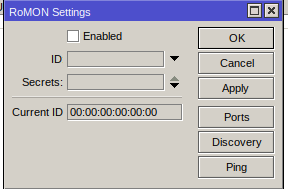 RoMON Settings
Enabled
OK
ID
Cancel
Secrets:
Apply
Current ID 00:00:00:00:00:00
Ports
Discovery
Ping